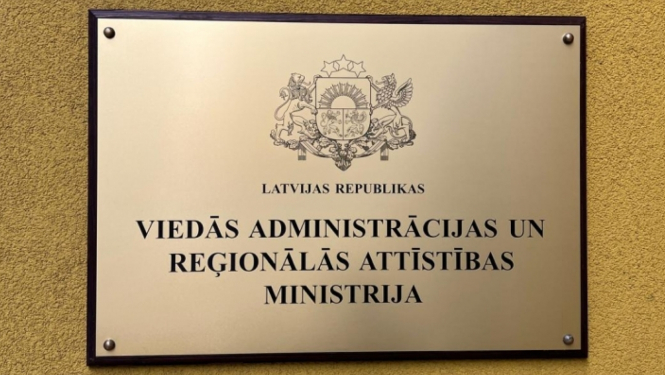 LATVIJAS REPUBLIKAS
VIEDĀS ADMINISTRĀCIJAS UN
REĢIONĀLĀS ATTĪSTĪBAS
MINISTRIJA